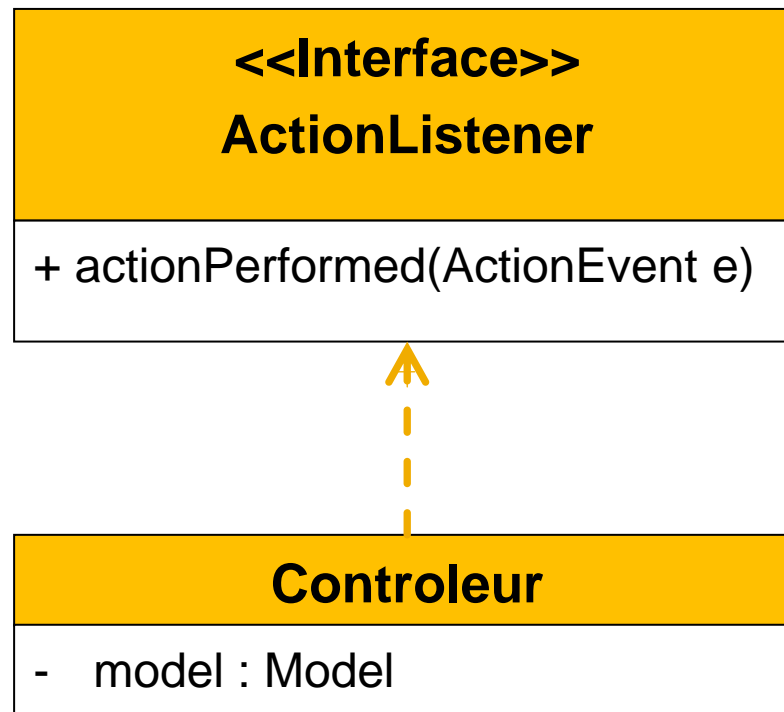 <<Interface>>
ActionListener
+ actionPerformed(ActionEvent e)
Controleur
- model : Model